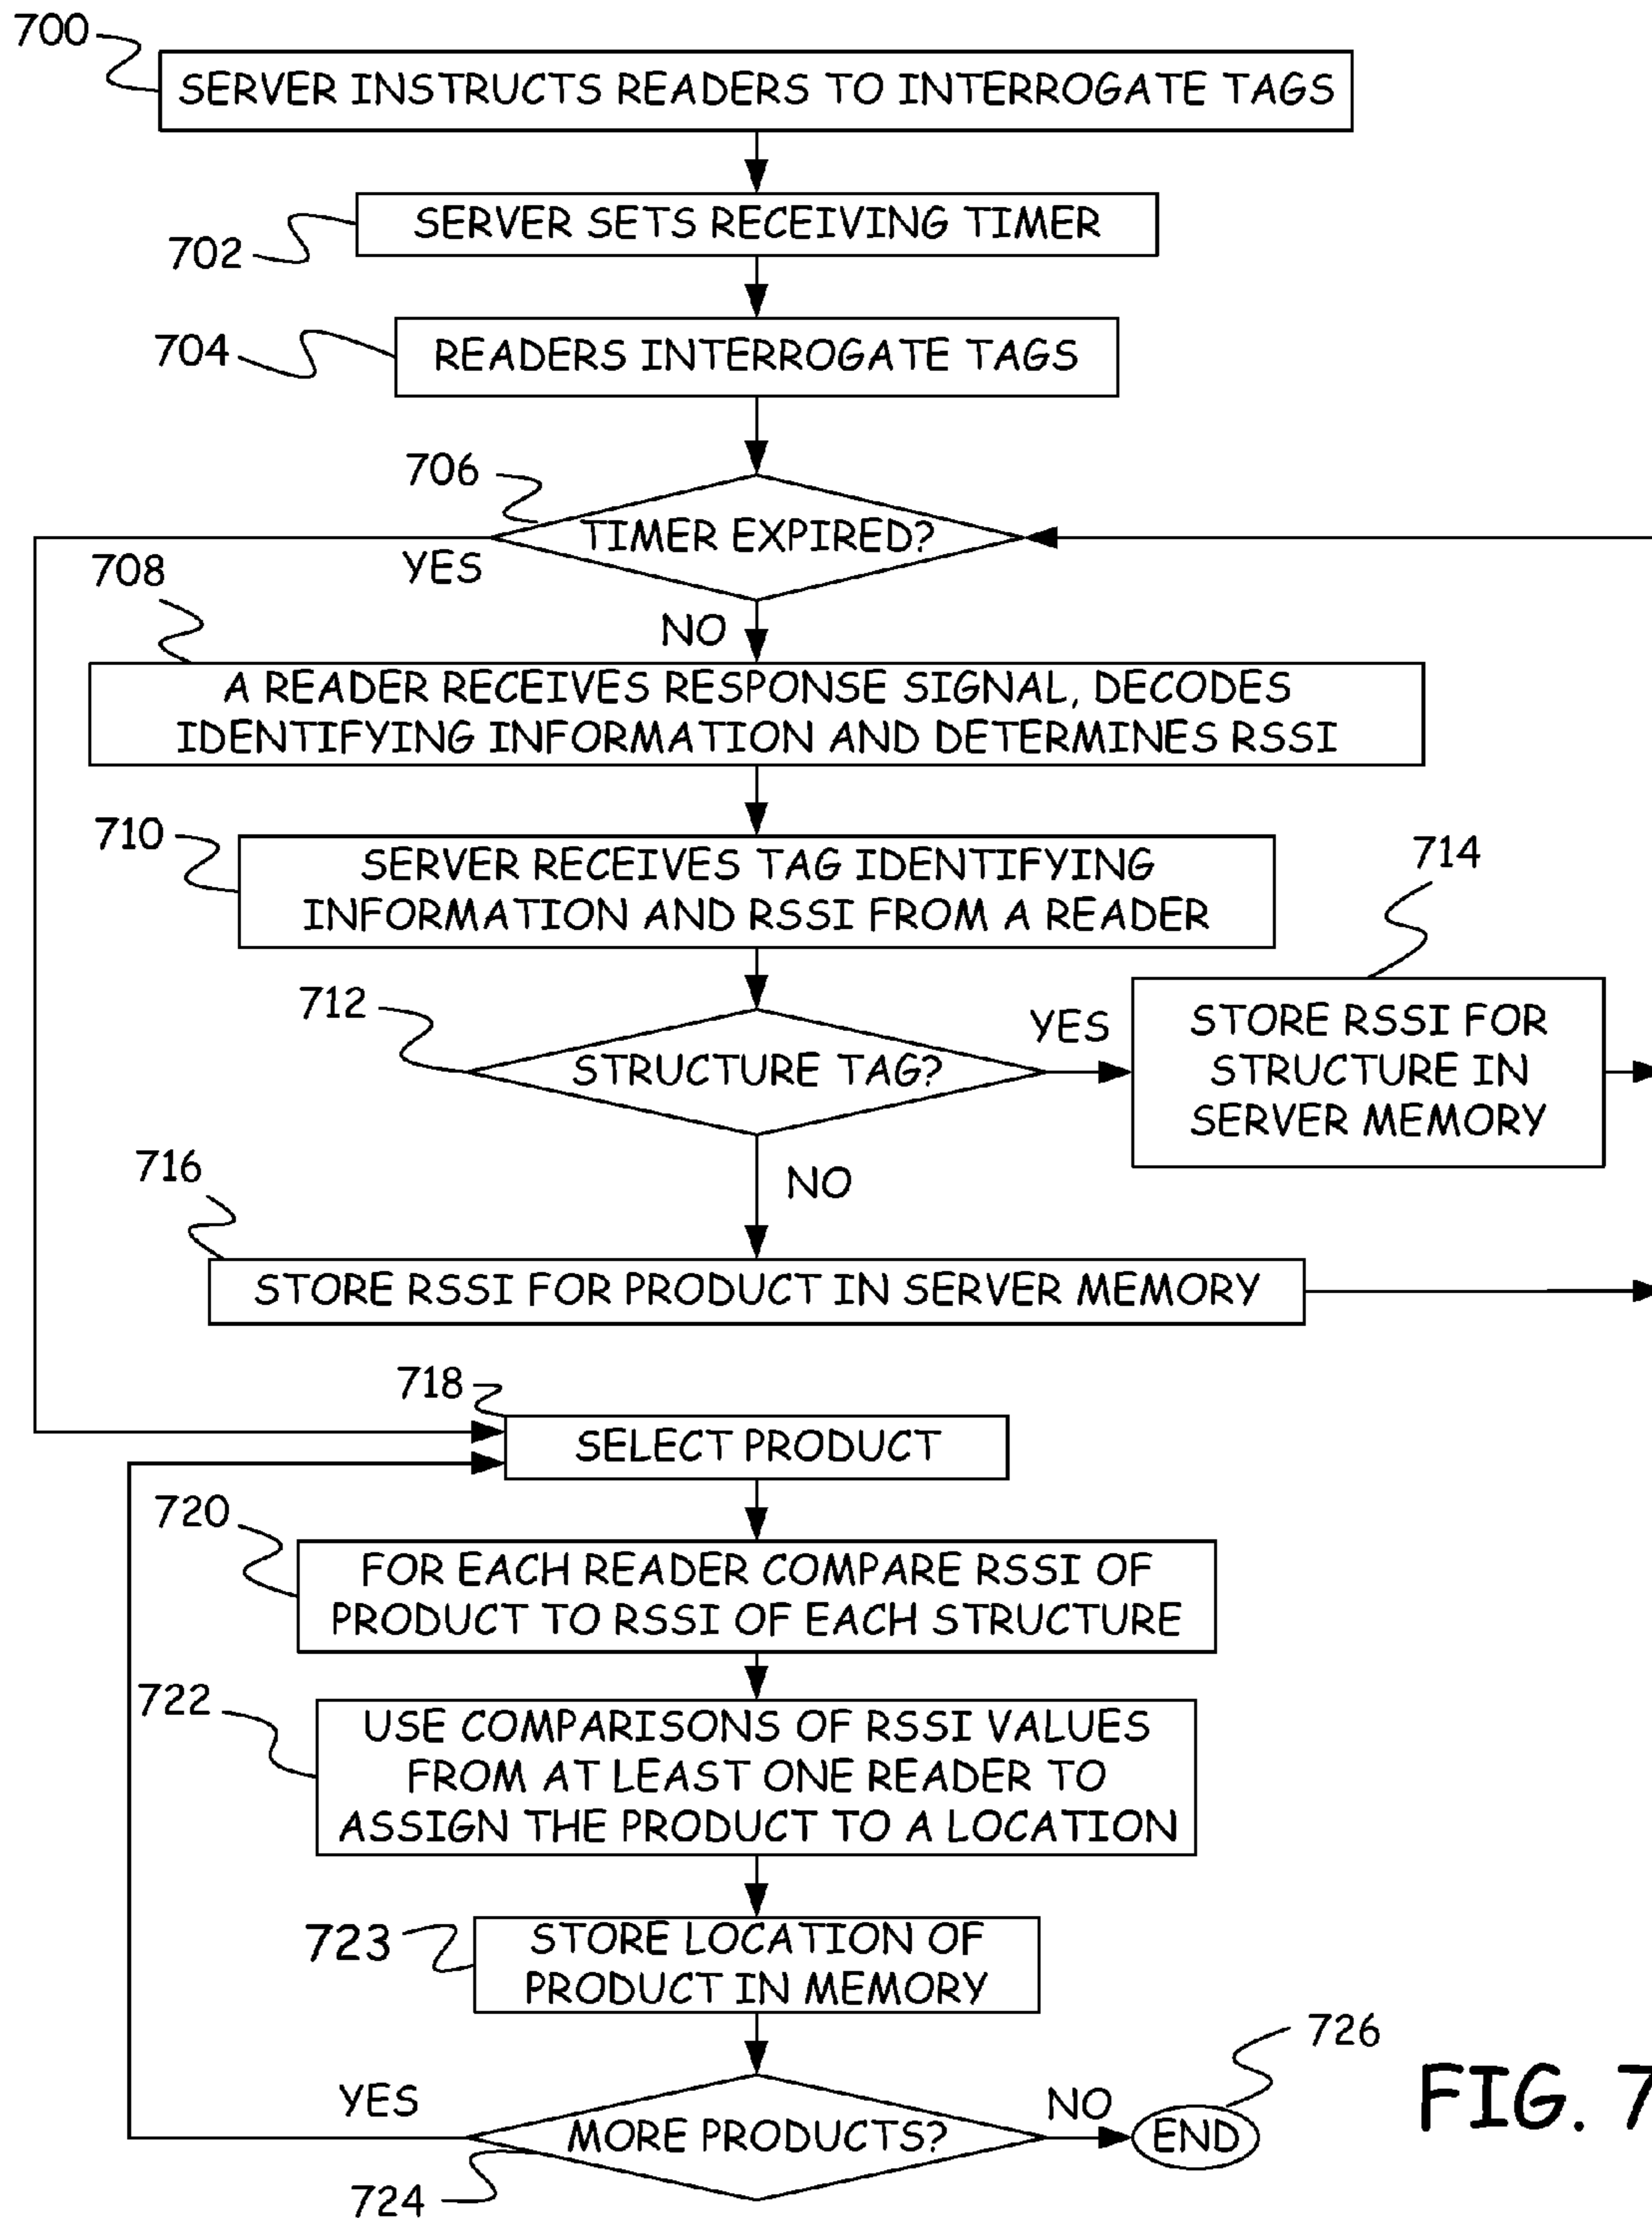 700
SERVER INSTRUCTS READERS TO INTERROGATE TAGS
702
SERVER SETS RECEIVING TIMER
704
READERS INTERROGATE TAGS
706
TIMER EXPIRED?
YES
NO
708
A READER RECEIVES RESPONSE SIGNAL, DECODES
IDENTIFYING INFORMATION AND DETERMINES RSSI
710
SERVER RECEIVES TAG IDENTIFYING
INFORMATION AND RSSI FROM A READER
712
STRUCTURE TAG?
YES
714
STORE RSSI FOR
STRUCTURE IN
SERVER MEMORY
NO
716
STORE RSSI FOR PRODUCT IN SERVER MEMORY
718
SELECT PRODUCT
720
FOR EACH READER COMPARE RSSI OF
PRODUCT TO RSSI OF EACH STRUCTURE
722
USE COMPARISONS OF RSSI VALUES
FROM AT LEAST ONE READER TO
ASSIGN THE PRODUCT TO A LOCATION
723
STORE LOCATION OF
PRODUCT IN MEMORY
724
MORE PRODUCTS?
YES
NO
726
END
FIG. 7